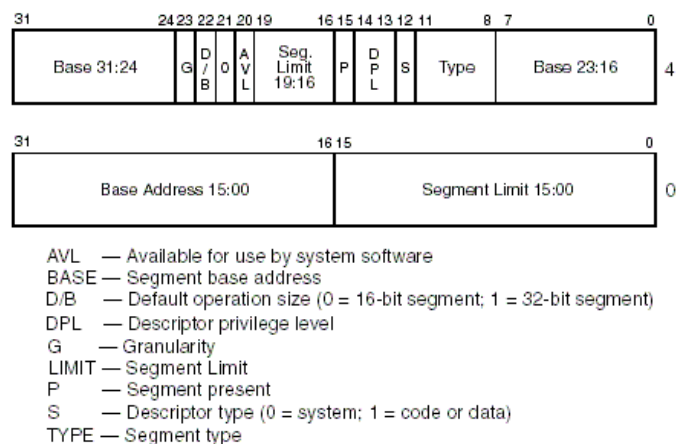 31 24 23 22 21 20 19 16 15 14 13 12 11 8 7 0
Base 31:24 G D/B 0 AVL Seg. Limit 19:16 P DPL S Type Base 23:16 4
31 16 15 0
Base Address 15:00 Segment Limit 15:00 0
AVL — Available for use by system software
BASE — Segment base address
D/B — Default operation size (0 = 16-bit segment; 1 = 32-bit segment)
DPL — Descriptor privilege level
G — Granularity
LIMIT — Segment Limit
P — Segment present
S — Descriptor type (0 = system; 1 = code or data)
TYPE — Segment type